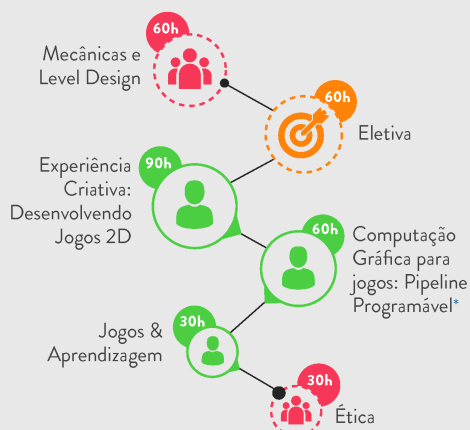 60h
Mecânicas e
Level Design
60h
Eletiva
90h
Experiência
Criativa:
Desenvolvendo
Jogos 2D
60h
Computação
Gráfica para
jogos: Pipeline
Programável*
30h
Jogos &
Aprendizagem
30h
Ética